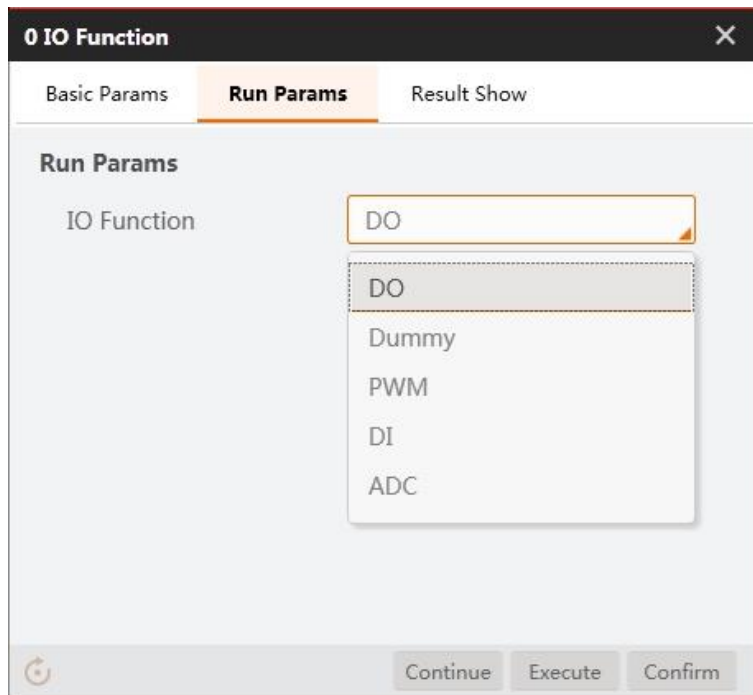 0 IO Function
Basic Params Run Params Result Show
Run Params
IO Function DO
DO
Dummy
PWM
DI
ADC
Continue Execute Confirm